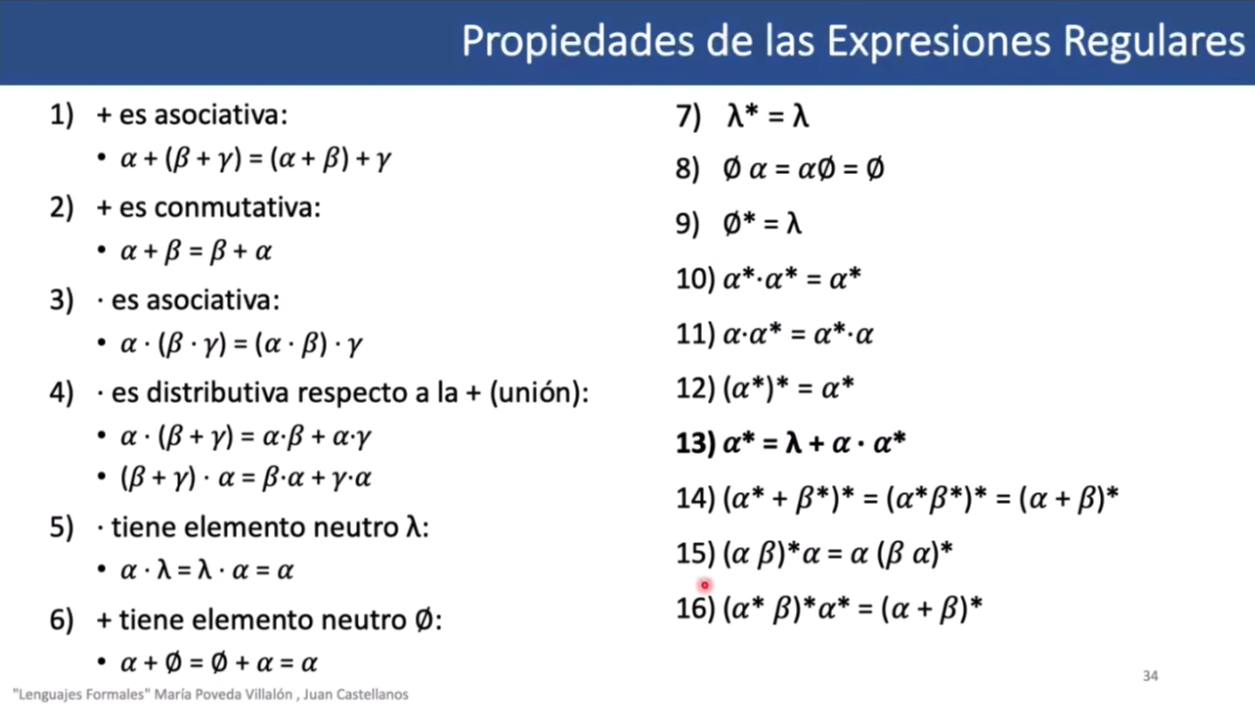 Propiedades de las Expresiones Regulares
1) + es asociativa:
• α + (β + γ) = (α + β) + γ
2) + es conmutativa:
• α + β = β + α
3) · es asociativa:
• α · (β · γ) = (α · β) · γ
4) · es distributiva respecto a la + (unión):
• α · (β + γ) = α·β + α·γ
• (β + γ) · α = β·α + γ·α
5) · tiene elemento neutro λ:
• α · λ = λ · α = α
6) + tiene elemento neutro Ø:
• α + Ø = Ø + α = α
7) λ* = λ
8) Ø α = αØ = Ø
9) Ø* = λ
10) α*·α* = α*
11) α·α* = α*·α
12) (α*)* = α*
13) α* = λ + α · α*
14) (α* + β*)* = (α*β*)* = (α + β)*
15) (α β)*α = α (β α)*
16) (α* β)*α* = (α + β)*
"Lenguajes Formales" María Poveda Villalón , Juan Castellanos
34